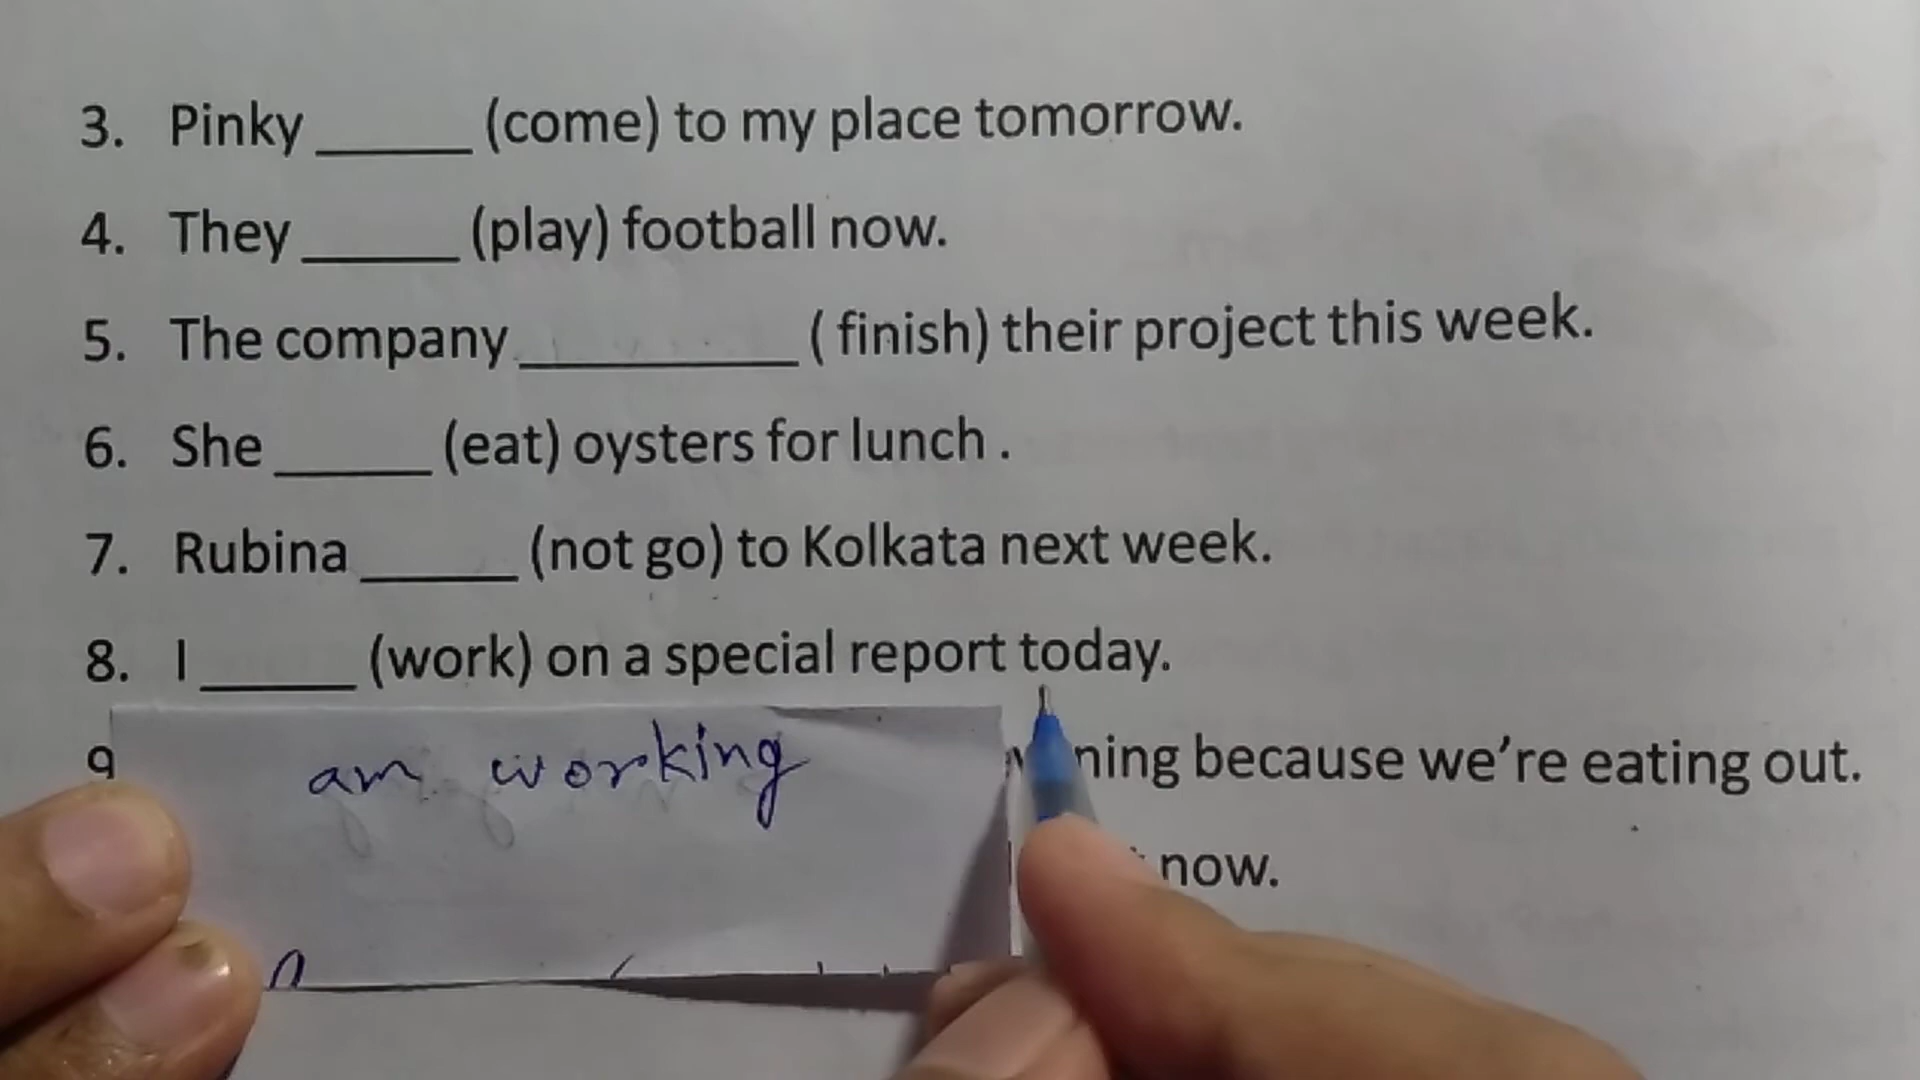 3. Pinky ______ (come) to my place tomorrow.
4. They ______ (play) football now.
5. The company __________ ( finish) their project this week.
6. She ______ (eat) oysters for lunch .
7. Rubina ______ (not go) to Kolkata next week.
8. I ______ (work) on a special report today.
am working
9 because we're eating out.
now.